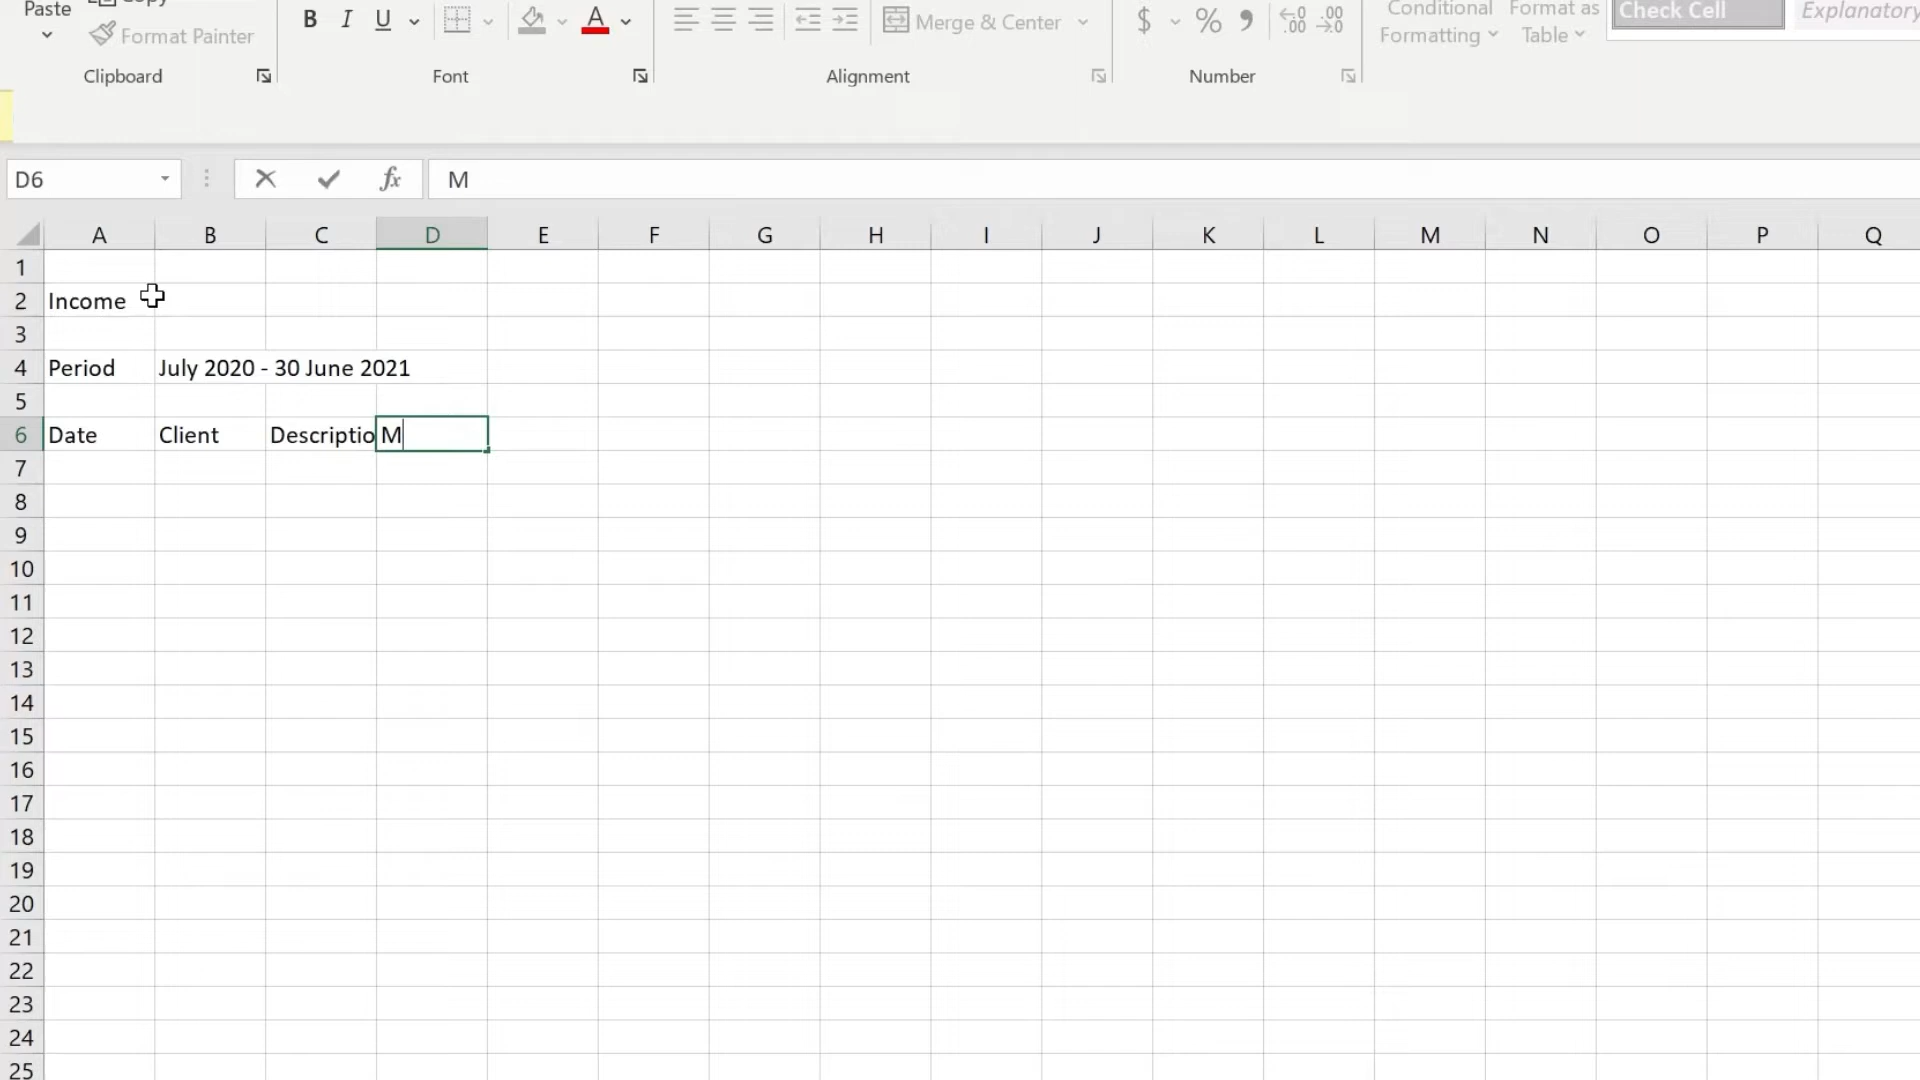 Paste
Format Painter
Conditional Formatting
Format as Table
Check Cell
Explanatory
Clipboard
Font
Alignment
Number
B I U A
Merge & Center
$ % 9
D6
fx
M
A B C D E F G H I J K L M N O P Q
1
2 Income
3
4 Period July 2020 - 30 June 2021
5
6 Date Client Descriptio M
7
8
9
10
11
12
13
14
15
16
17
18
19
20
21
22
23
24
25